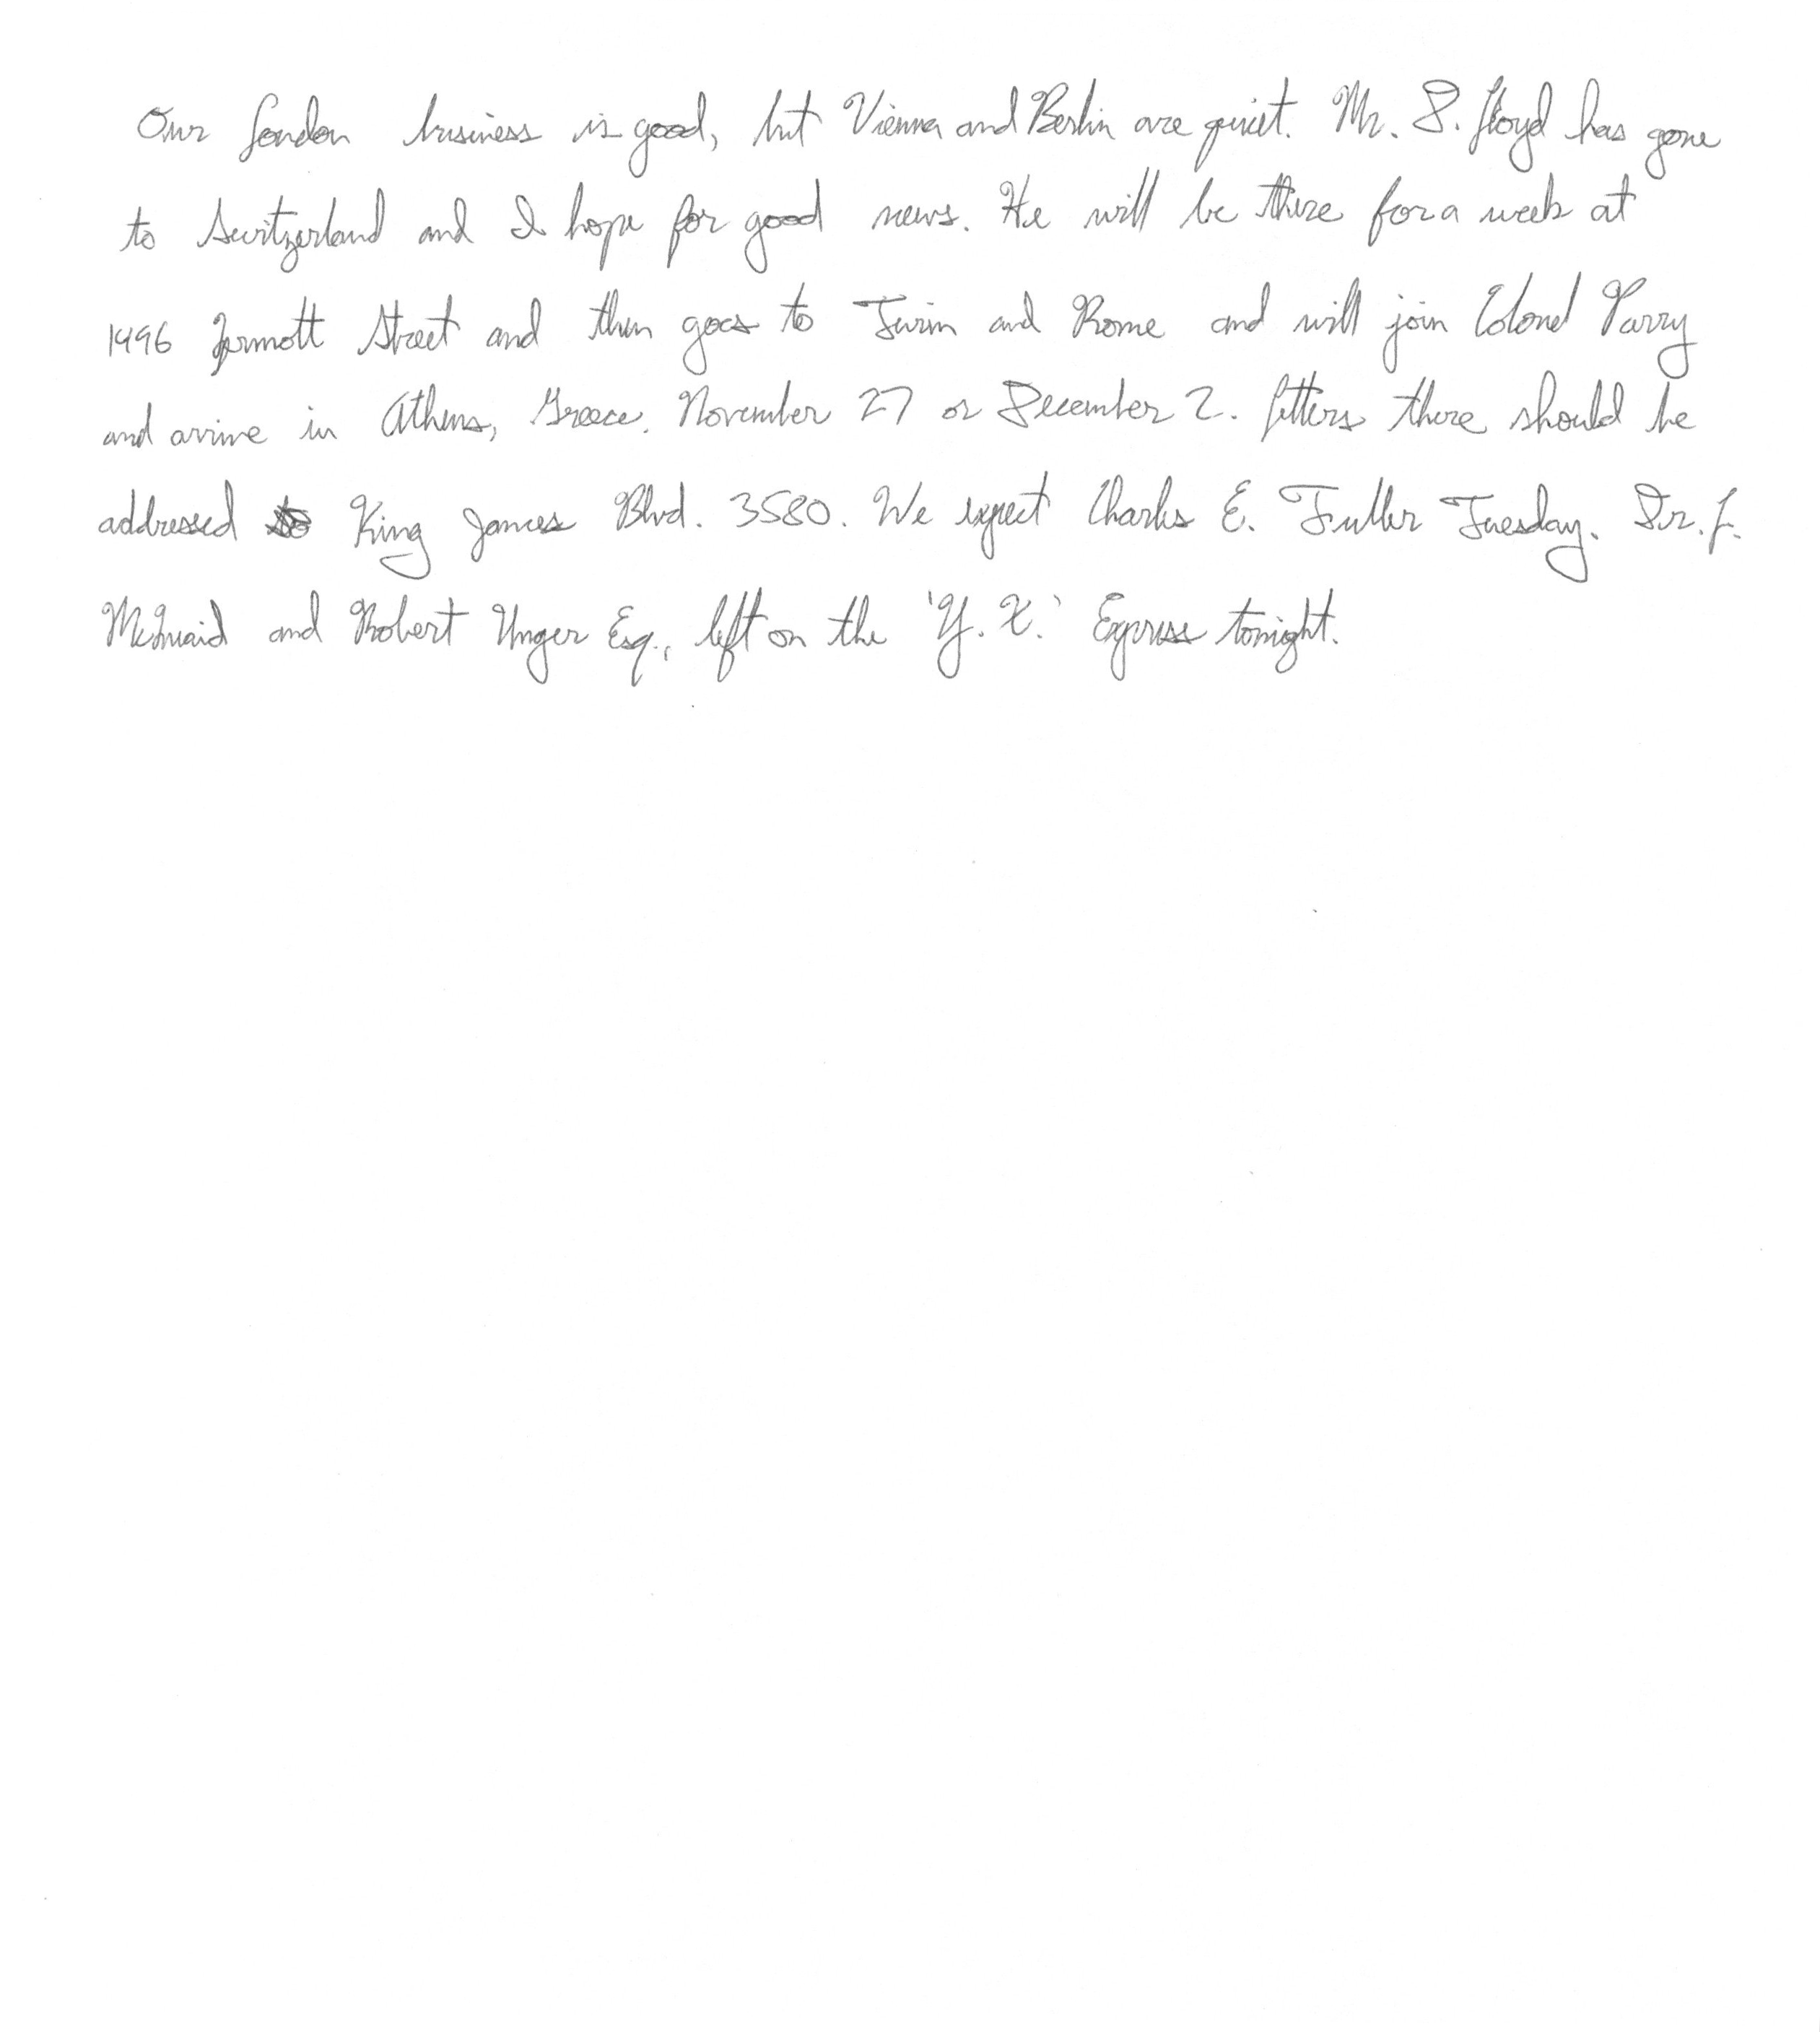 Our London business is good, but Vienna and Berlin are quiet. Mr. D. Lloyd has gone
to Switzerland and I hope for good news. He will be there for a week at
1496 Zermott Street and then goes to Turin and Rome and will join Colonel Parry
and arrive in Athens, Greece, November 27 or December 2. Letters there should be
addressed to King James Blvd. 3580. We expect Charles E. Fuller Tuesday. Dr. L.
McQuaid and Robert Unger Esq., left on the 'Y. X.' Express tonight.